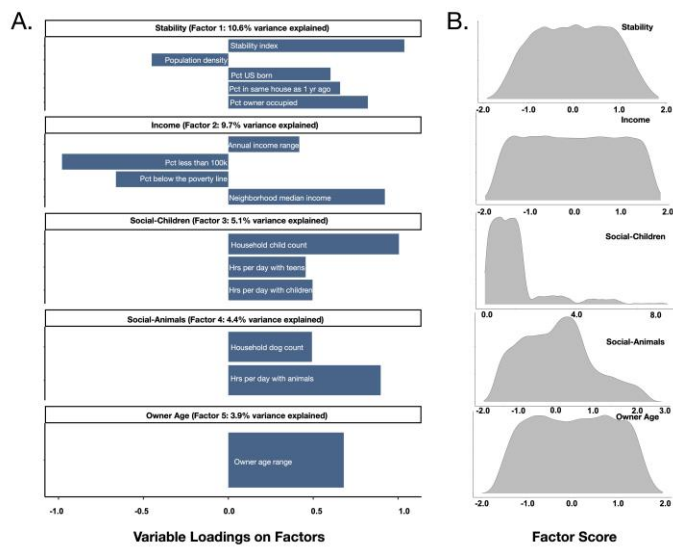 A.
Stability (Factor 1: 10.6% variance explained)
Stability index
Population density
Pct US born
Pct in same house as 1 yr ago
Pct owner occupied
Income (Factor 2: 9.7% variance explained)
Annual income range
Pct less than 100k
Pct below the poverty line
Neighborhood median income
Social-Children (Factor 3: 5.1% variance explained)
Household child count
Hrs per day with teens
Hrs per day with children
Social-Animals (Factor 4: 4.4% variance explained)
Household dog count
Hrs per day with animals
Owner Age (Factor 5: 3.9% variance explained)
Owner age range
-1.0 -0.5 0.0 0.5 1.0
Variable Loadings on Factors
B.
Stability
-2.0 -1.0 0.0 1.0 2.0
Income
-2.0 -1.0 0.0 1.0 2.0
Social-Children
0.0 4.0 8.0
Social-Animals
-2.0 -1.0 0.0 1.0 2.0 3.0
Owner Age
-2.0 -1.0 0.0 1.0 2.0
Factor Score